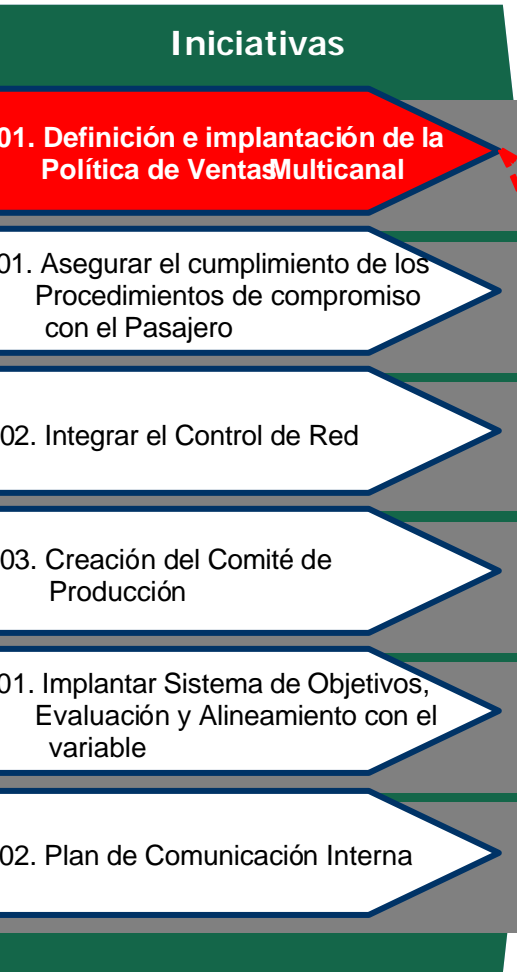 Iniciativas
01. Definición e implantación de la
Política de Ventas Multicanal
01. Asegurar el cumplimiento de los
Procedimientos de compromiso
con el Pasajero
02. Integrar el Control de Red
03. Creación del Comité de
Producción
01. Implantar Sistema de Objetivos,
Evaluación y Alineamiento con el
variable
02. Plan de Comunicación Interna